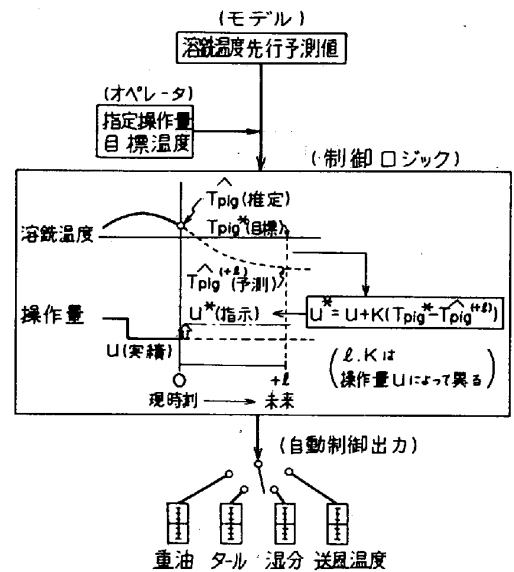 (モデル)
溶銑温度先行予測値
(オペレータ)
指定操作量
目標温度
(制御ロジック)
T̂pig(推定)
溶銑温度
Tpig*(目標)
T̂pig(+ℓ)(予測)
操作量
U*(指示)
U* = U+K(Tpig*-T̂pig(+ℓ))
U(実績)
(ℓ.Kは
操作量Uによって異る)
O
+ℓ
現時刻 → 未来
(自動制御出力)
重油 タール 湿分 送風温度